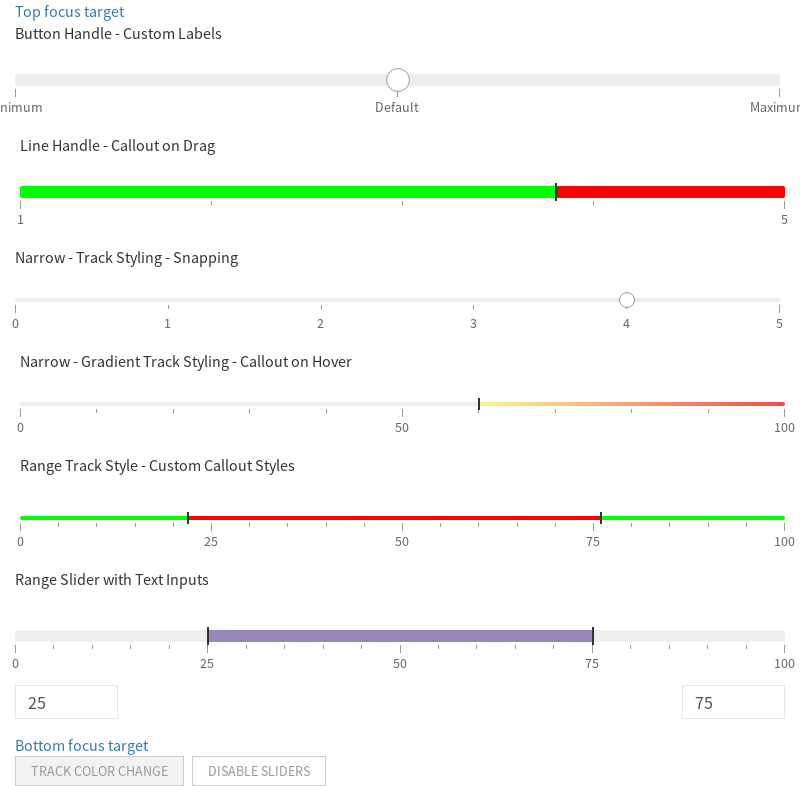 Top focus target
Button Handle - Custom Labels
nimum Default Maximur
Line Handle - Callout on Drag
1 5
Narrow - Track Styling - Snapping
0 1 2 3 4 5
Narrow - Gradient Track Styling - Callout on Hover
0 50 100
Range Track Style - Custom Callout Styles
0 25 50 75 100
Range Slider with Text Inputs
0 25 50 75 100
25 75
Bottom focus target
TRACK COLOR CHANGE DISABLE SLIDERS